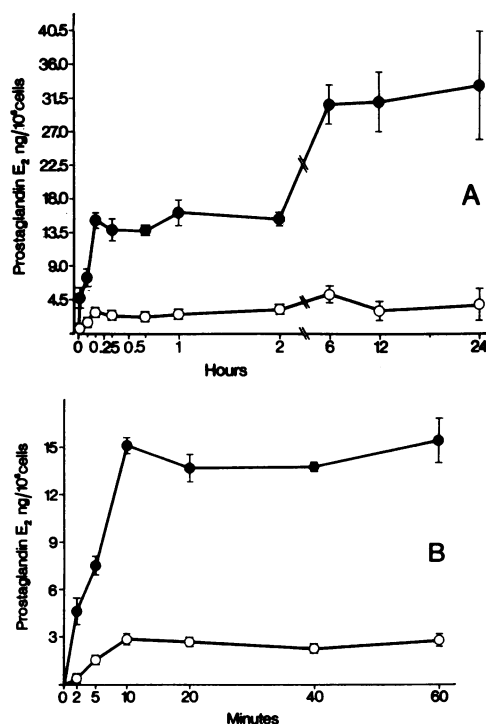 40.5
36.0
31.5
27.0
22.5
18.0
13.5
9.0
4.5
Prostaglandin E₂ ng/10⁶cells
A
0 0.25 0.5 1 2 6 12 24
Hours
15
12
9
6
3
Prostaglandin E₂ ng/10⁶cells
B
0 2 5 10 20 40 60
Minutes